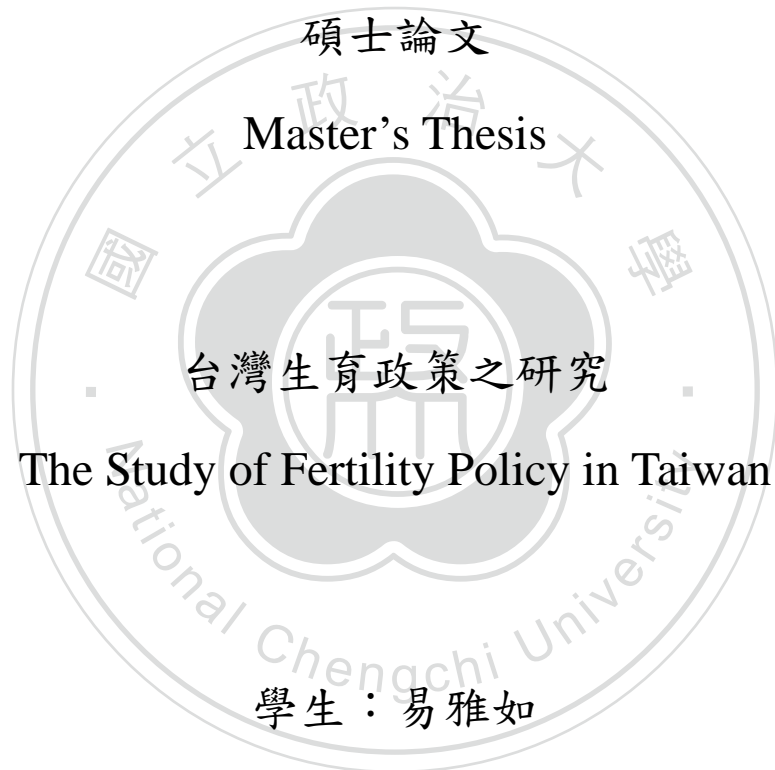 碩士論文
Master’s Thesis
台灣生育政策之研究
The Study of Fertility Policy in Taiwan
學生：易雅如
國立政治大學
National Chengchi University